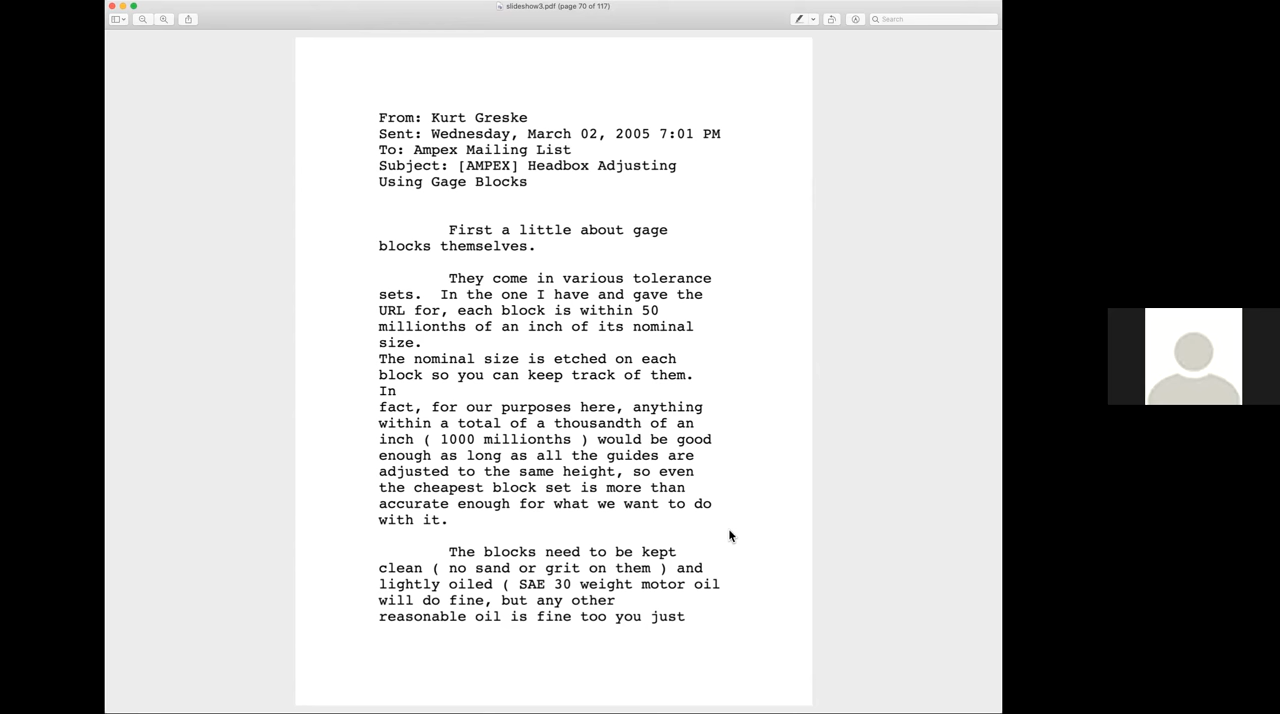 slideshow3.pdf (page 70 of 117)
Search
From: Kurt Greske
Sent: Wednesday, March 02, 2005 7:01 PM
To: Ampex Mailing List
Subject: [AMPEX] Headbox Adjusting
Using Gage Blocks
First a little about gage
blocks themselves.
They come in various tolerance
sets.  In the one I have and gave the
URL for, each block is within 50
millionths of an inch of its nominal
size.
The nominal size is etched on each
block so you can keep track of them.
In
fact, for our purposes here, anything
within a total of a thousandth of an
inch ( 1000 millionths ) would be good
enough as long as all the guides are
adjusted to the same height, so even
the cheapest block set is more than
accurate enough for what we want to do
with it.
The blocks need to be kept
clean ( no sand or grit on them ) and
lightly oiled ( SAE 30 weight motor oil
will do fine, but any other
reasonable oil is fine too you just